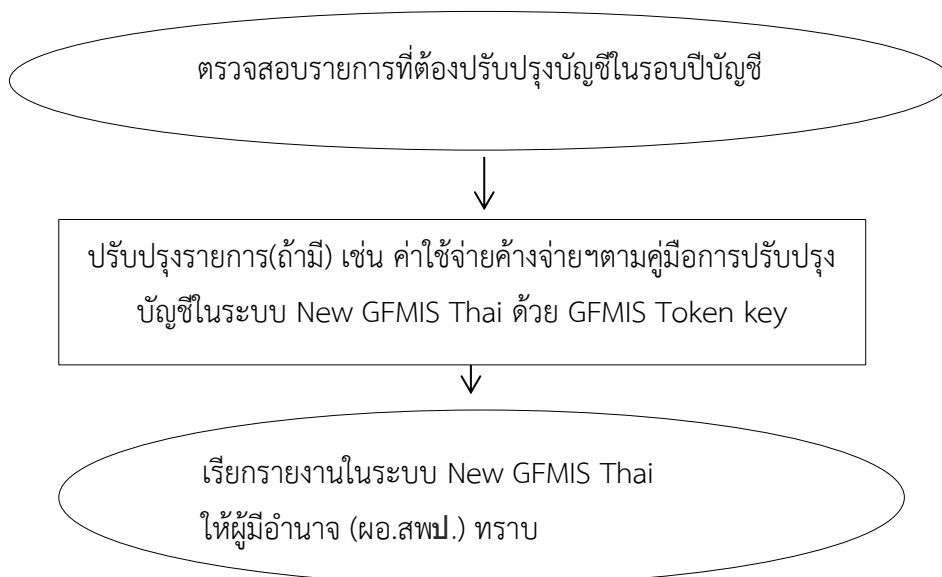 ตรวจสอบรายการที่ต้องปรับปรุงบัญชีในรอบปีบัญชี
ปรับปรุงรายการ(ถ้ามี) เช่น ค่าใช้จ่ายค้างจ่ายฯตามคู่มือการปรับปรุง
บัญชีในระบบ New GFMIS Thai ด้วย GFMIS Token key
เรียกรายงานในระบบ New GFMIS Thai
ให้ผู้มีอำนาจ (ผอ.สพป.) ทราบ